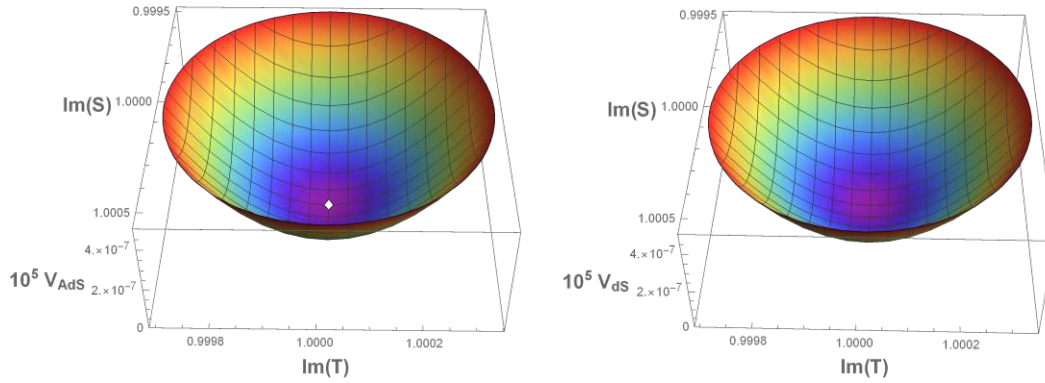 0.9995
Im(S) 1.0000
1.0005
4.×10⁻⁷
10⁵ V_AdS 2.×10⁻⁷
0
0.9998 1.0000 1.0002
Im(T)
0.9995
Im(S) 1.0000
1.0005
4.×10⁻⁷
10⁵ V_dS 2.×10⁻⁷
0
0.9998 1.0000 1.0002
Im(T)